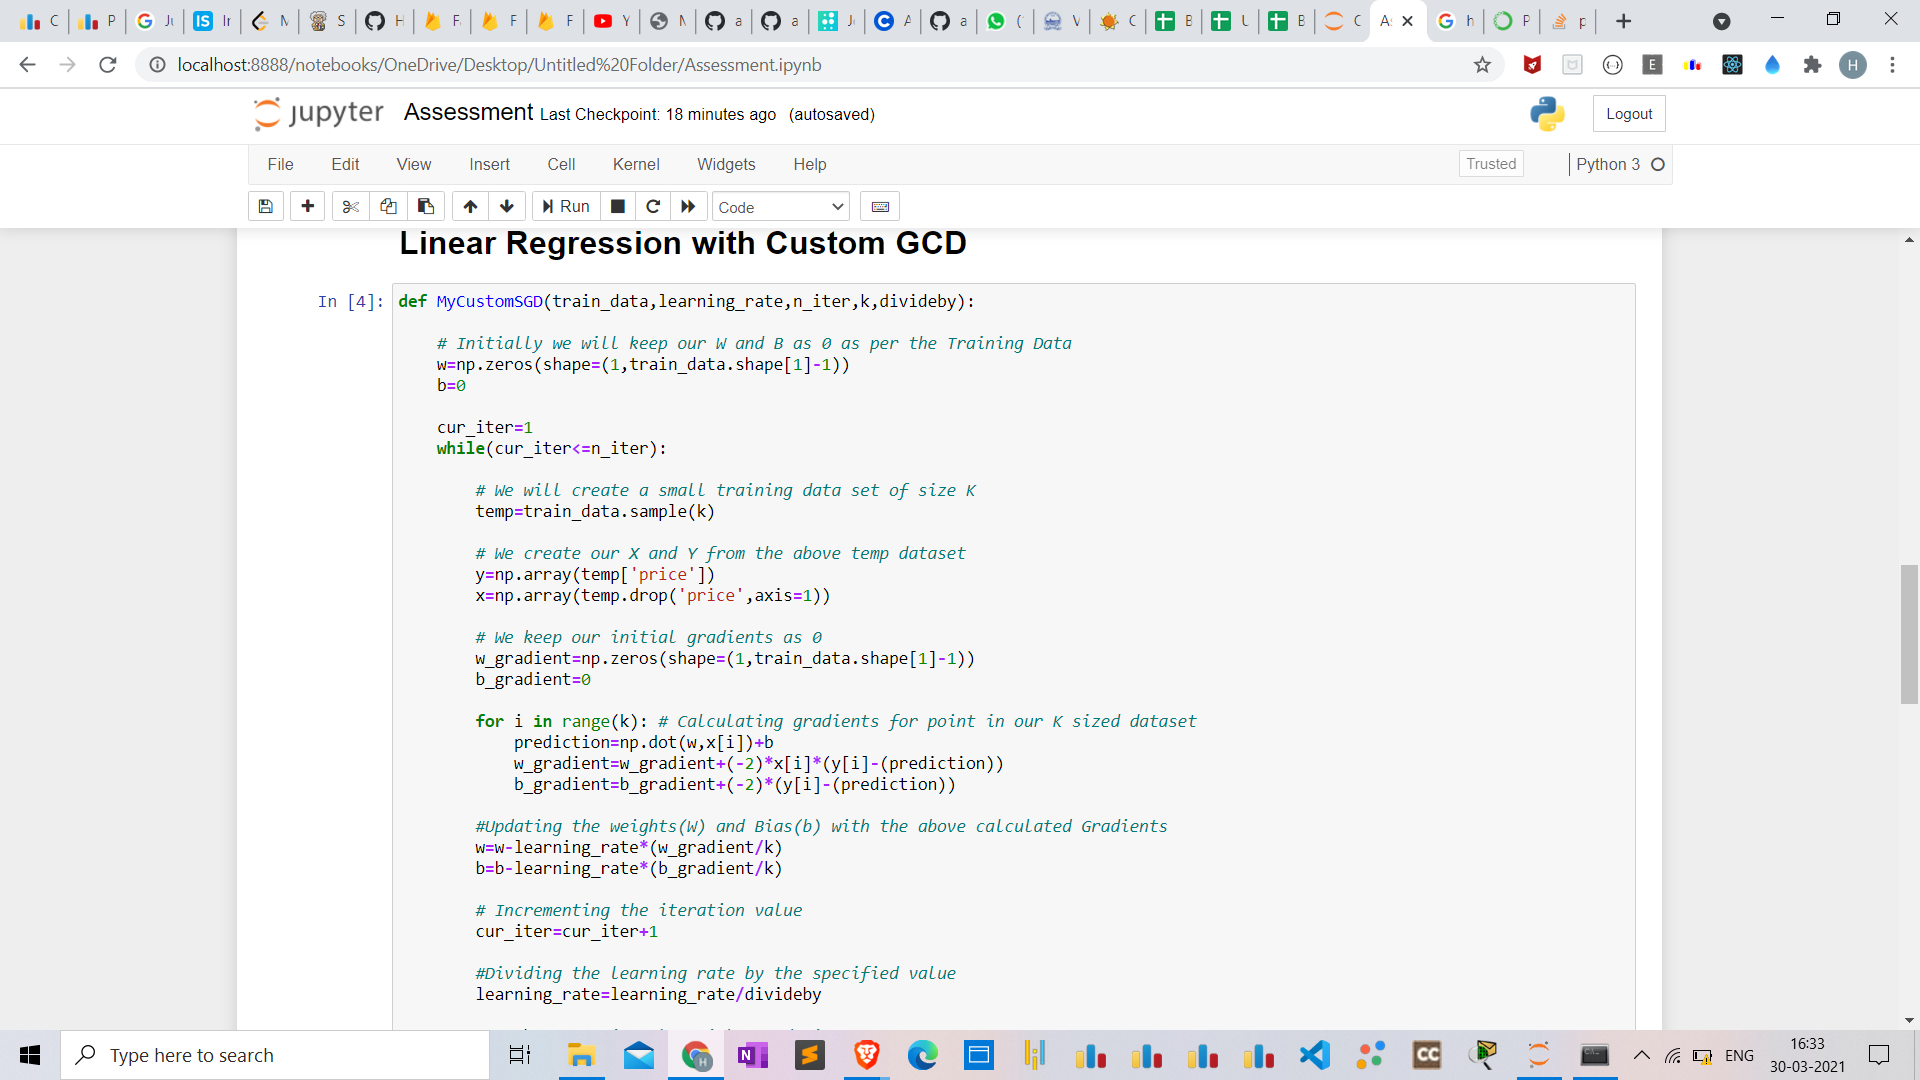 C
P
G Ju
IS In
M
S
H
F
F
F
Y
M
a
a
Jo
C A
a
(
V
C
B
U
B
C
As
G h
P
p
localhost:8888/notebooks/OneDrive/Desktop/Untitled%20Folder/Assessment.ipynb
E
H
jupyter Assessment Last Checkpoint: 18 minutes ago (autosaved)
Logout
File Edit View Insert Cell Kernel Widgets Help
Trusted
Python 3
Run
Code
Linear Regression with Custom GCD
In [4]:
def MyCustomSGD(train_data,learning_rate,n_iter,k,divideby):
# Initially we will keep our W and B as 0 as per the Training Data
w=np.zeros(shape=(1,train_data.shape[1]-1))
b=0
cur_iter=1
while(cur_iter<=n_iter):
# We will create a small training data set of size K
temp=train_data.sample(k)
# We create our X and Y from the above temp dataset
y=np.array(temp['price'])
x=np.array(temp.drop('price',axis=1))
# We keep our initial gradients as 0
w_gradient=np.zeros(shape=(1,train_data.shape[1]-1))
b_gradient=0
for i in range(k): # Calculating gradients for point in our K sized dataset
prediction=np.dot(w,x[i])+b
w_gradient=w_gradient+(-2)*x[i]*(y[i]-(prediction))
b_gradient=b_gradient+(-2)*(y[i]-(prediction))
#Updating the weights(W) and Bias(b) with the above calculated Gradients
w=w-learning_rate*(w_gradient/k)
b=b-learning_rate*(b_gradient/k)
# Incrementing the iteration value
cur_iter=cur_iter+1
#Dividing the learning rate by the specified value
learning_rate=learning_rate/divideby
Type here to search
H
N
S
CC
ENG
16:33
30-03-2021